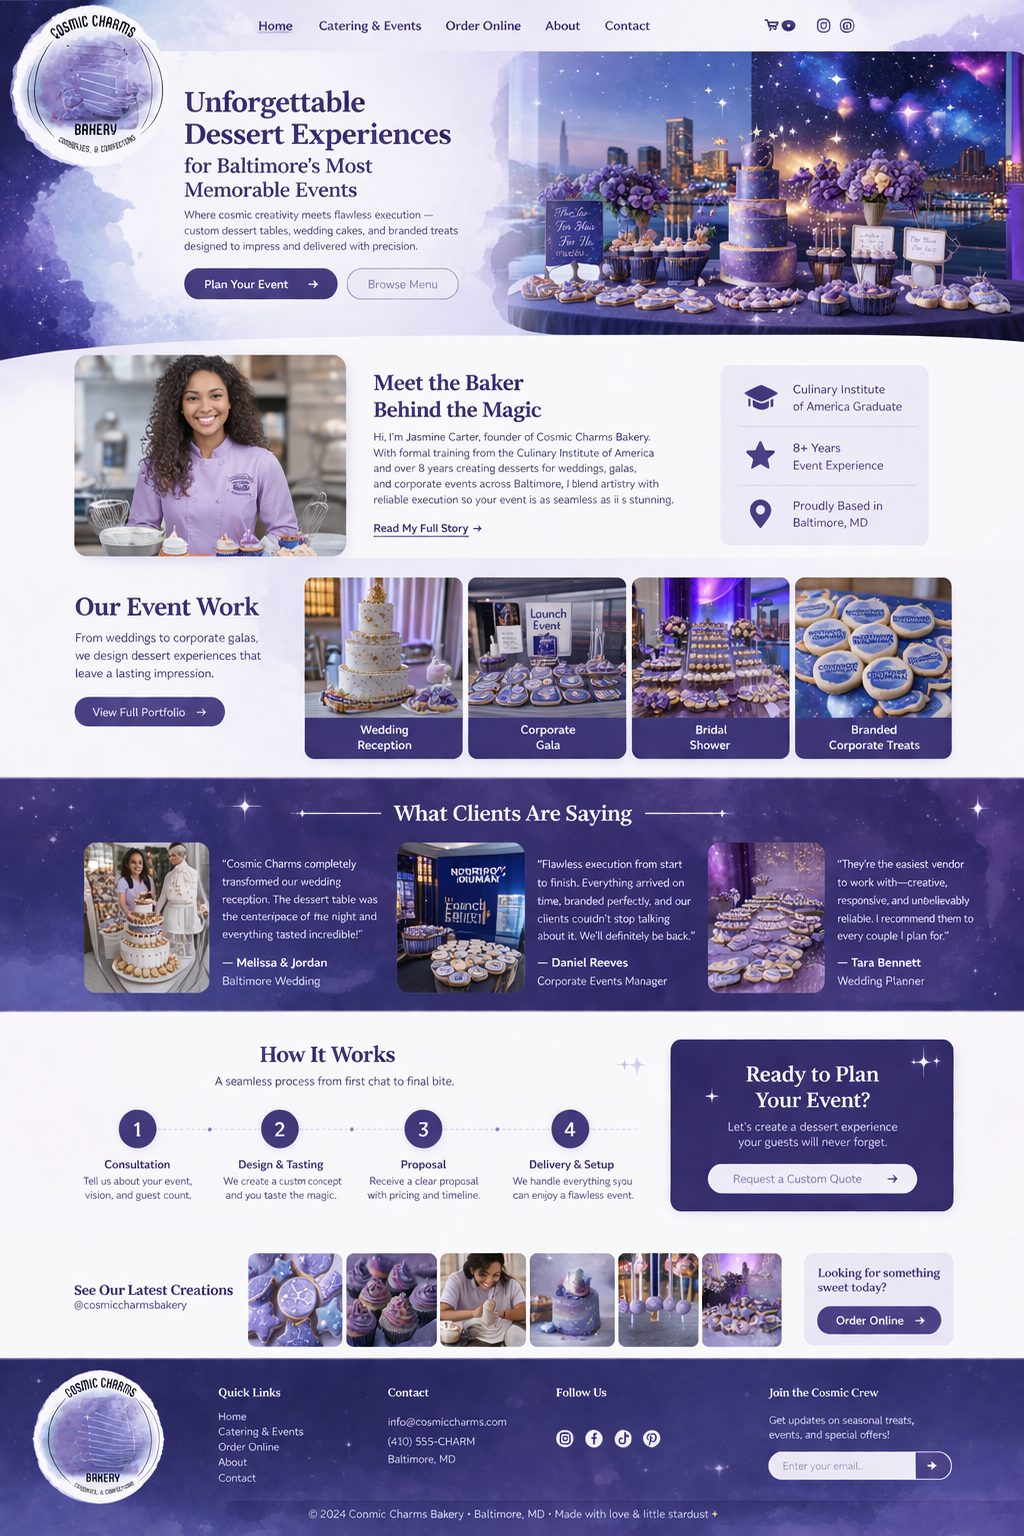 COSMIC CHARMS
BAKERY
Home
Catering & Events
Order Online
About
Contact
Unforgettable
Dessert Experiences
for Baltimore's Most
Memorable Events
Where cosmic creativity meets flawless execution —
custom dessert tables, wedding cakes, and branded treats
designed to impress and delivered with precision.
Plan Your Event →
Browse Menu
Meet the Baker
Behind the Magic
Hi, I'm Jasmine Carter, founder of Cosmic Charms Bakery.
With formal training from the Culinary Institute of America
and over 8 years creating desserts for weddings, galas,
and corporate events across Baltimore, I blend artistry with
reliable execution so your event is as seamless as ii s stunning.
Read My Full Story →
Culinary Institute
of America Graduate
8+ Years
Event Experience
Proudly Based in
Baltimore, MD
Our Event Work
From weddings to corporate galas,
we design dessert experiences that
leave a lasting impression.
View Full Portfolio →
Launch
Event
Wedding
Reception
Corporate
Gala
Bridal
Shower
Branded
Corporate Treats
What Clients Are Saying
"Cosmic Charms completely
transformed our wedding
reception. The dessert table was
the centeripece of the night and
everything tasted incredible!"
— Melissa & Jordan
Baltimore Wedding
"Flawless execution from start
to finish. Everything arrived on
time, branded perfectly, and our
clients couldn't stop talking
about it. We'll definitely be back."
— Daniel Reeves
Corporate Events Manager
"They're the easiest vendor
to work with—creative,
responsive, and unbelievably
reliable. I recommend them to
every couple I plan for."
— Tara Bennett
Wedding Planner
How It Works
A seamless process from first chat to final bite.
1
Consultation
Tell us about your event,
vision, and guest count.
2
Design & Tasting
We create a custom concept
and you taste the magic.
3
Proposal
Receive a clear proposal
with pricing and timeline.
4
Delivery & Setup
We handle everything syou
can enjoy a flawless event.
Ready to Plan
Your Event?
Let's create a dessert experience
your guests will never forget.
Request a Custom Quote →
See Our Latest Creations
@cosmiccharmsbakery
Looking for something
sweet today?
Order Online →
COSMIC CHARMS
BAKERY
Quick Links
Home
Catering & Events
Order Online
About
Contact
Contact
info@cosmiccharms.com
(410) 555-CHARM
Baltimore, MD
Follow Us
Join the Cosmic Crew
Get updates on seasonal treats,
events, and special offers!
Enter your email..
© 2024 Conmic Charms Bakery • Baltimore, MD • Made with love & little stardust